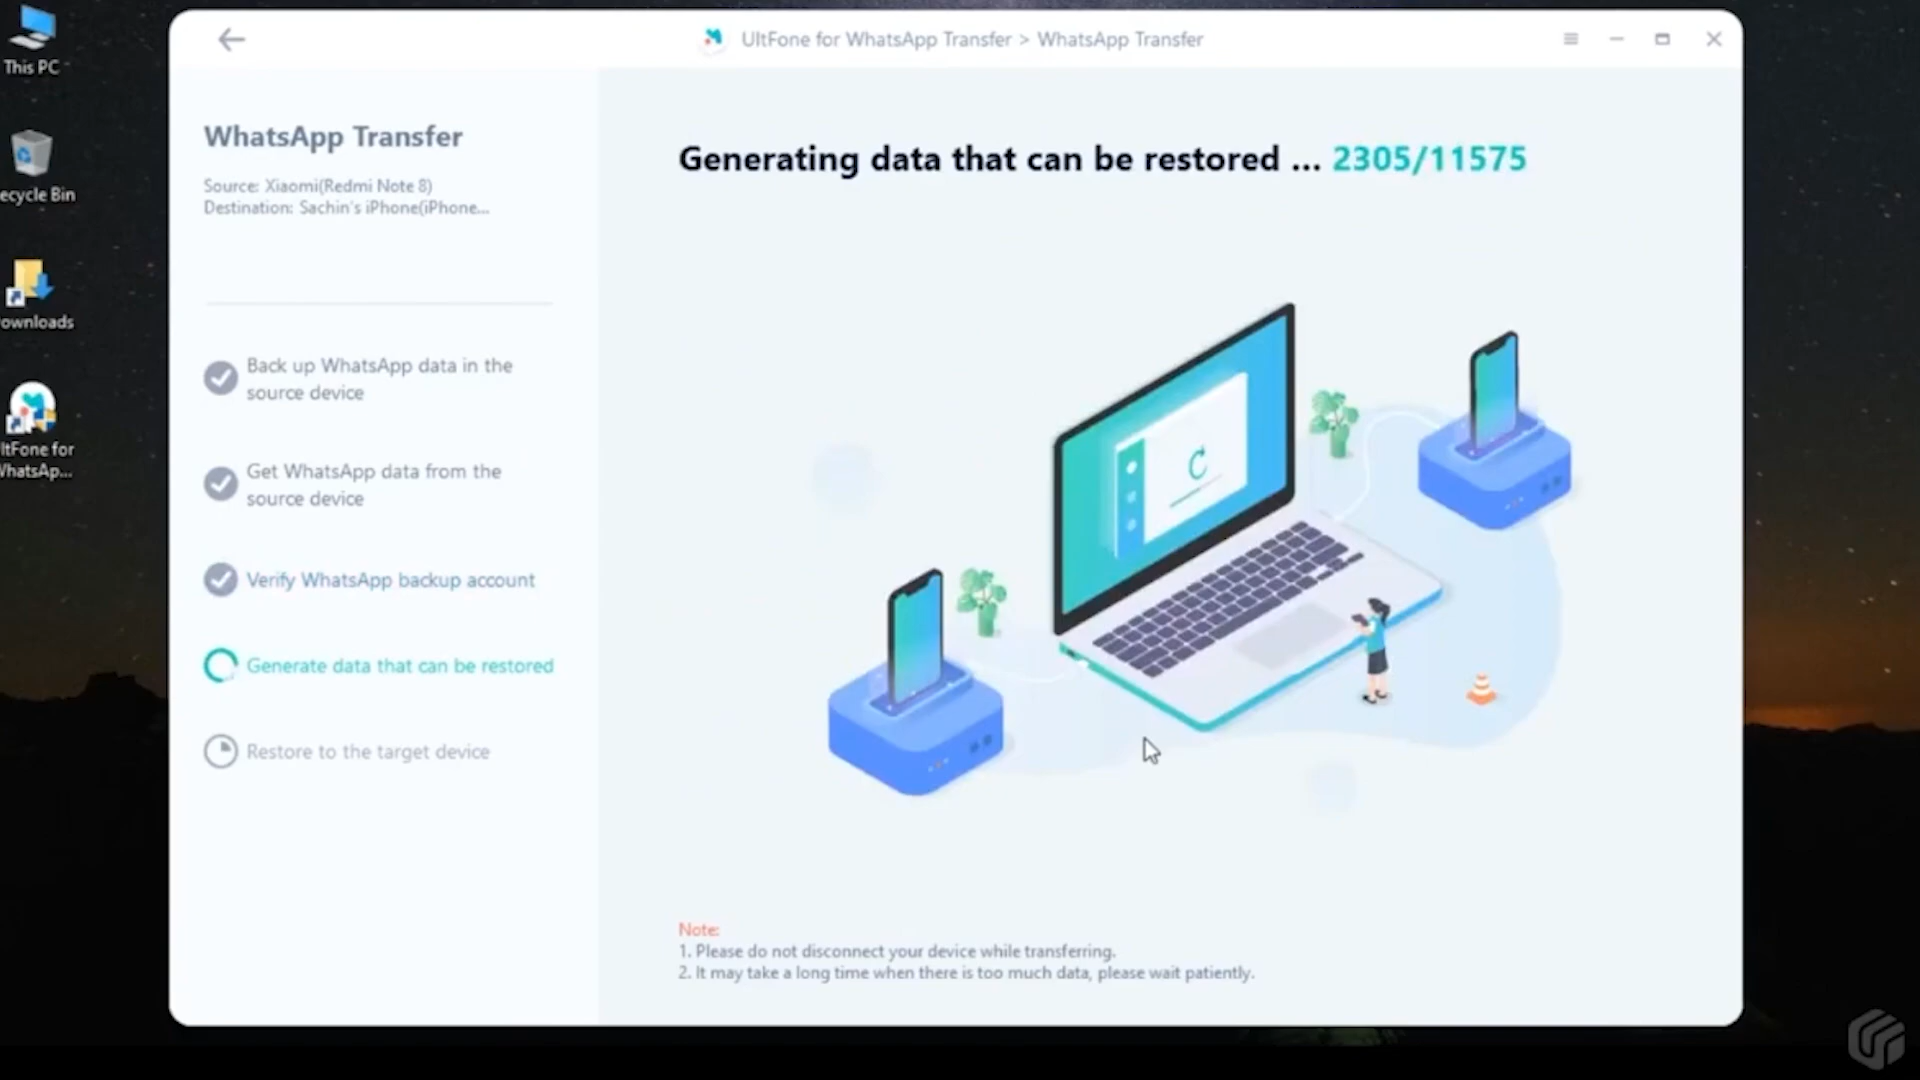 This PC
UltFone for WhatsApp Transfer > WhatsApp Transfer
WhatsApp Transfer
Source: Xiaomi(Redmi Note 8)
Destination: Sachin's iPhone(iPhone...
Generating data that can be restored ... 2305/11575
ecycle Bin
ownloads
Back up WhatsApp data in the
source device
ltFone for
WhatsAp...
Get WhatsApp data from the
source device
Verify WhatsApp backup account
Generate data that can be restored
Restore to the target device
Note:
1. Please do not disconnect your device while transferring.
2. It may take a long time when there is too much data, please wait patiently.